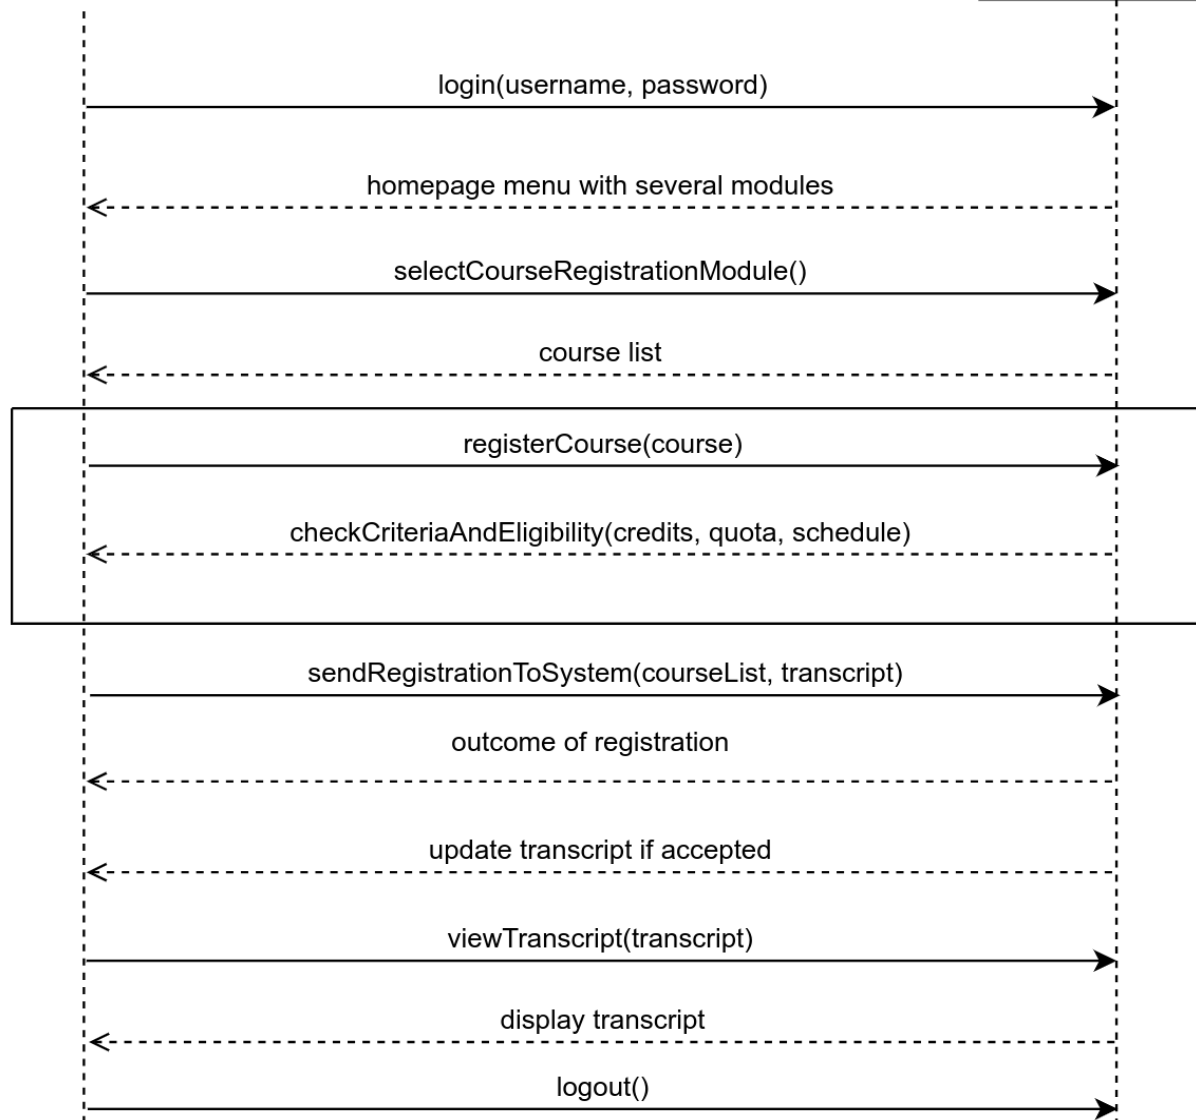 login(username, password)
homepage menu with several modules
selectCourseRegistrationModule()
course list
registerCourse(course)
checkCriteriaAndEligibility(credits, quota, schedule)
sendRegistrationToSystem(courseList, transcript)
outcome of registration
update transcript if accepted
viewTranscript(transcript)
display transcript
logout()